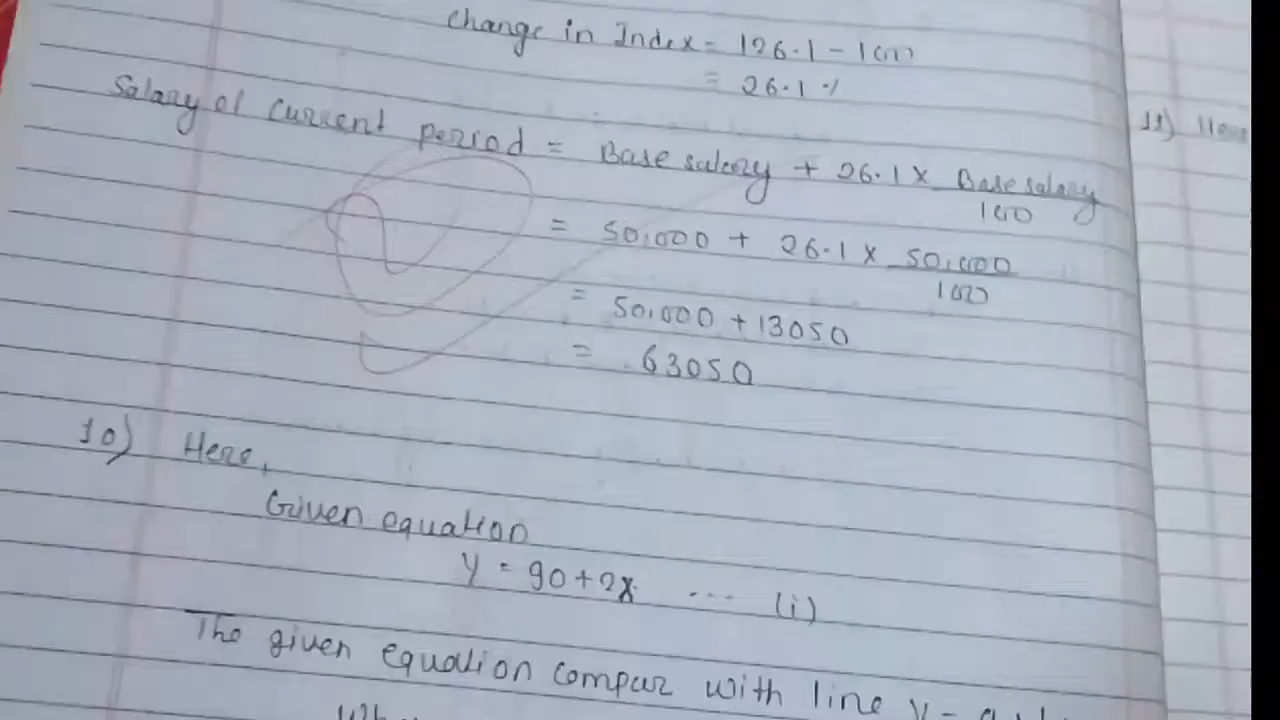 Change in Index = 126.1 - 100
= 26.1 %
Salary of Current period = Base salary + 26.1 × Base salary / 100
= 50,000 + 26.1 × 50,000 / 100
= 50,000 + 13050
= 63050
10) Here,
Given equation
y = 90 + 2x ... (i)
The given equation compar with line y =
11)